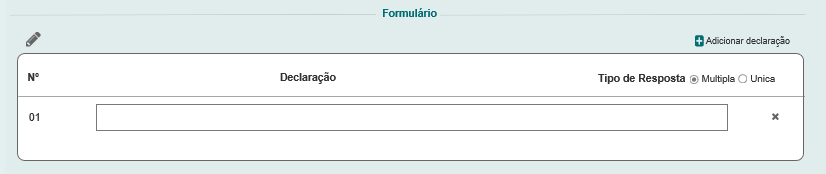 Formulário
Adicionar declaração
Nº Declaração Tipo de Resposta Multipla Unica
01